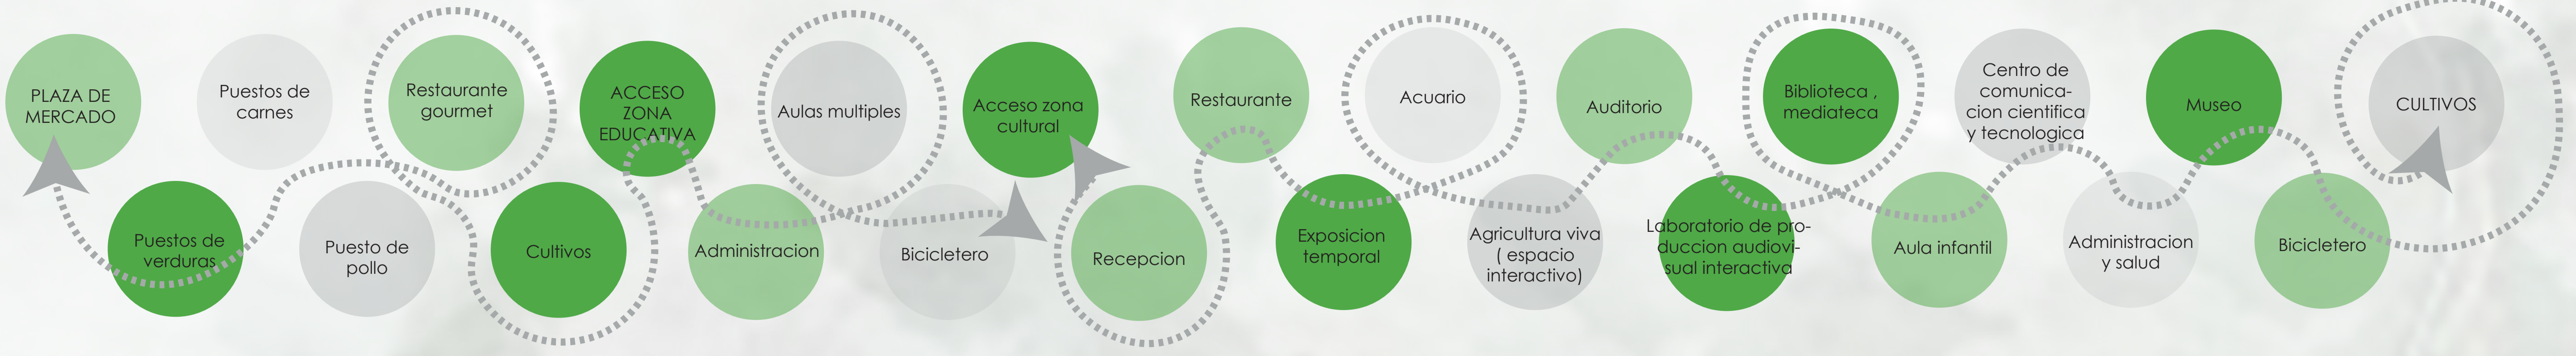 PLAZA DE
MERCADO
Puestos de
verduras
Puestos de
carnes
Puesto de
pollo
Restaurante
gourmet
Cultivos
ACCESO
ZONA
EDUCATIVA
Administracion
Aulas multiples
Bicicletero
Acceso zona
cultural
Recepcion
Restaurante
Exposicion
temporal
Acuario
Agricultura viva
( espacio
interactivo)
Auditorio
Laboratorio de pro-
duccion audiovi-
sual interactiva
Biblioteca ,
mediateca
Aula infantil
Centro de
comunica-
cion cientifica
y tecnologica
Administracion
y salud
Museo
Bicicletero
CULTIVOS